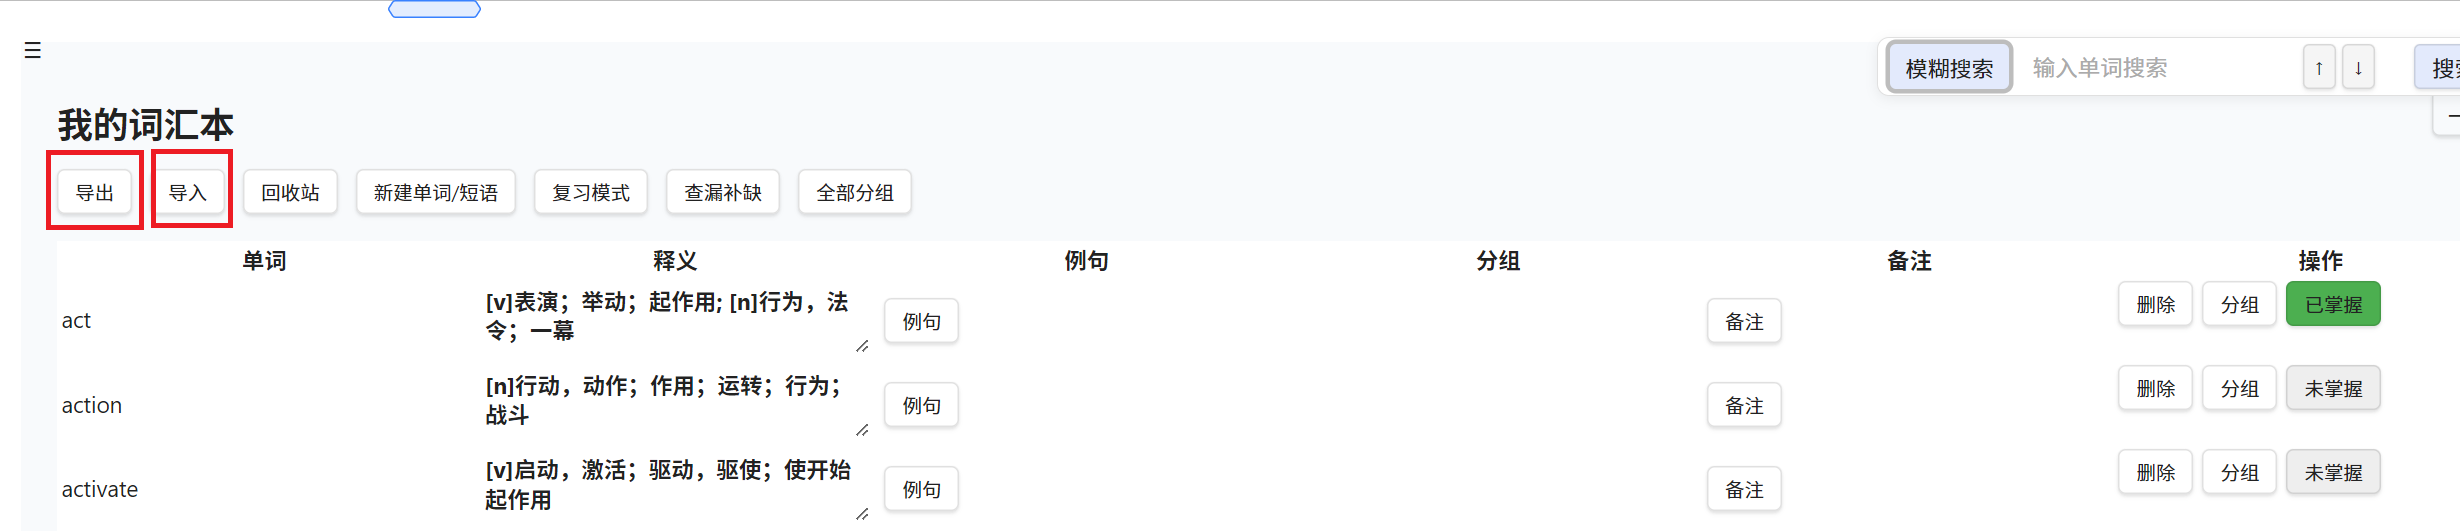 ☰
模糊搜索 输入单词搜索 ↑ ↓
我的词汇本
导出 导入 回收站 新建单词/短语 复习模式 查漏补缺 全部分组
单词 释义 例句 分组 备注 操作
act [v]表演；举动；起作用; [n]行为，法 例句 备注 删除 分组 已掌握
令；一幕
action [n]行动，动作；作用；运转；行为； 例句 备注 删除 分组 未掌握
战斗
activate [v]启动，激活；驱动，驱使；使开始 例句 备注 删除 分组 未掌握
起作用